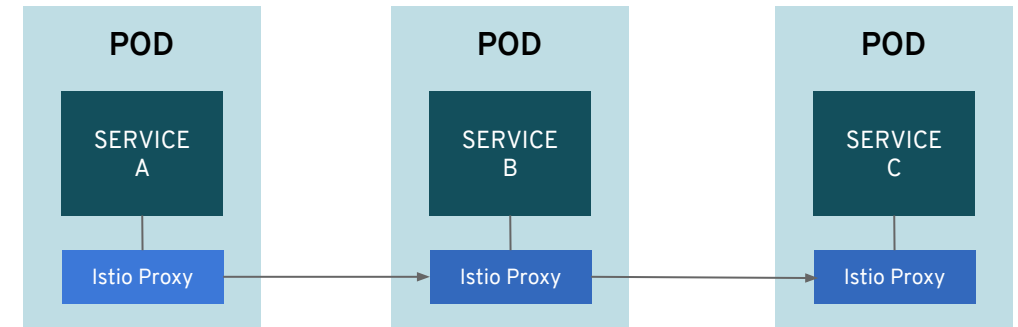 POD
POD
POD
SERVICE
A
SERVICE
B
SERVICE
C
Istio Proxy
Istio Proxy
Istio Proxy